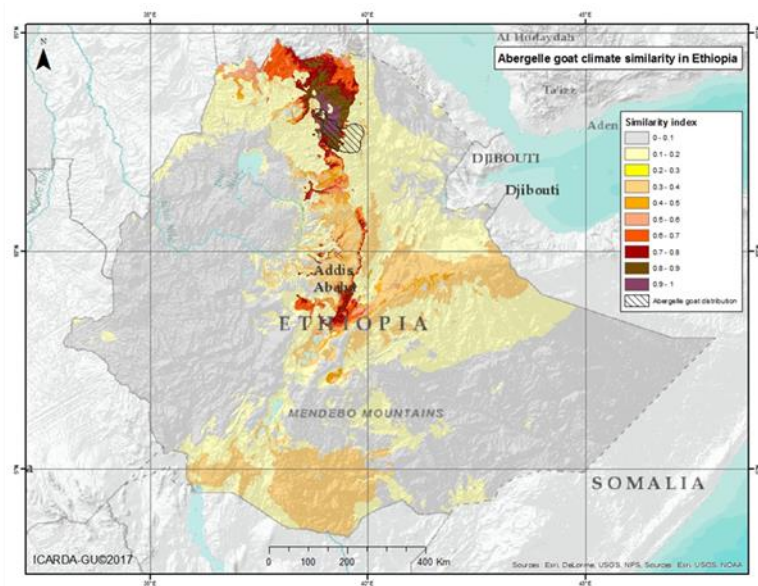 Al Hudaydah
Abergelle goat climate similarity in Ethiopia
N
Ta'izz
Aden
Similarity index
0 - 0.1
0.1 - 0.2
0.2 - 0.3
0.3 - 0.4
0.4 - 0.5
0.5 - 0.6
0.6 - 0.7
0.7 - 0.8
0.8 - 0.9
0.9 - 1
Abergelle goat distribution
DJIBOUTI
Djibouti
Addis
Ababa
ETHIOPIA
MENDEBO MOUNTAINS
SOMALIA
ICARDA-GU©2017
0 100 200 400 Km
Sources: Esri, DeLorme, USGS, NPS, Sources: Esri, USGS, NOAA